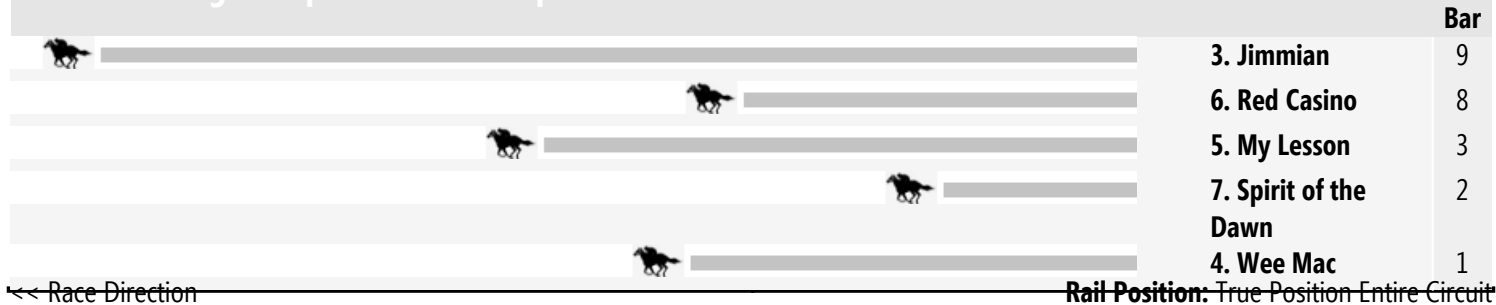 Bar
3. Jimmian 9
6. Red Casino 8
5. My Lesson 3
7. Spirit of the 2
Dawn
4. Wee Mac 1
<< Race Direction Rail Position: True Position Entire Circuit